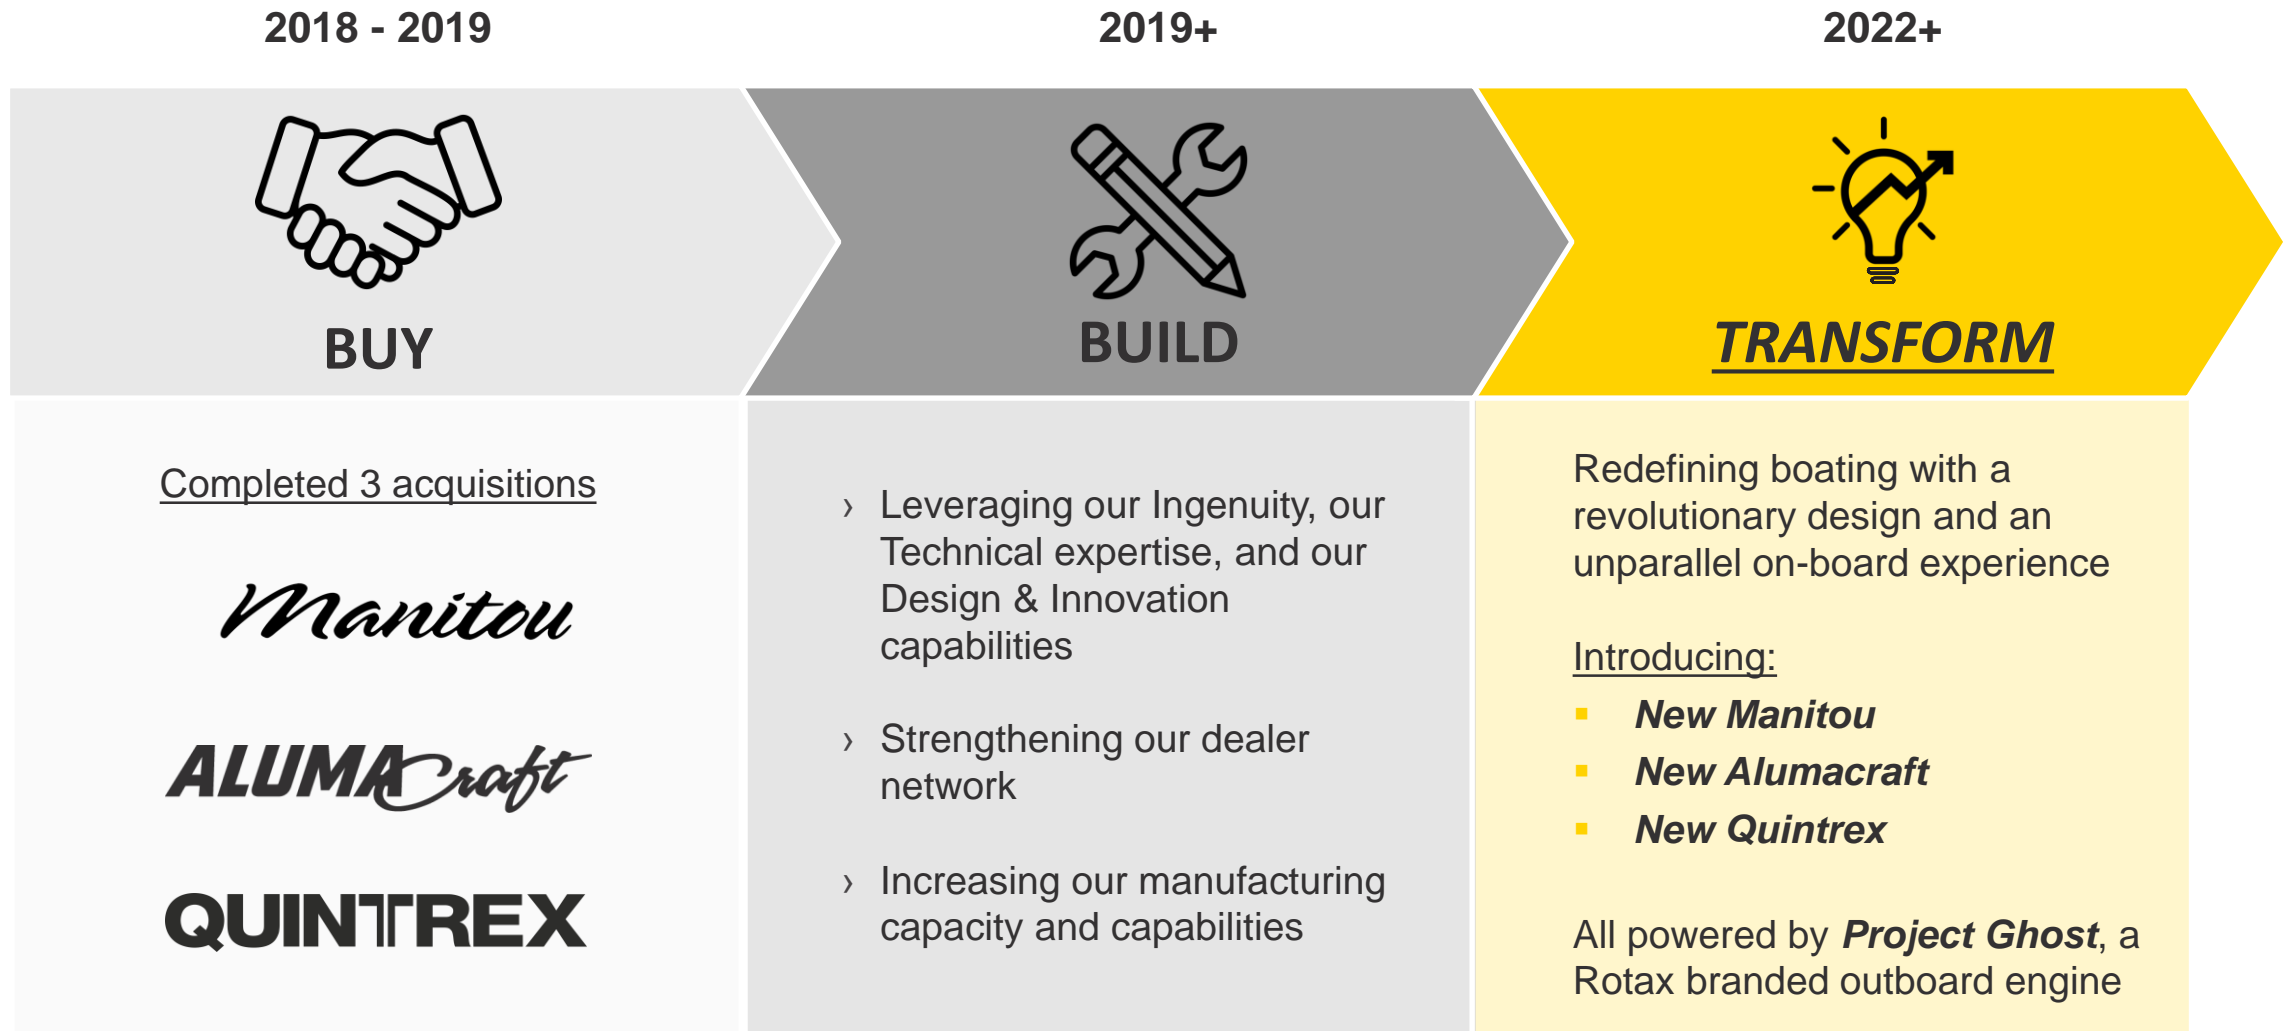 2018 - 2019
2019+
2022+
BUY
BUILD
TRANSFORM
Completed 3 acquisitions
Manitou
ALUMACraft
QUINTREX
› Leveraging our Ingenuity, our
Technical expertise, and our
Design & Innovation
capabilities
› Strengthening our dealer
network
› Increasing our manufacturing
capacity and capabilities
Redefining boating with a
revolutionary design and an
unparallel on-board experience
Introducing:
▪ New Manitou
▪ New Alumacraft
▪ New Quintrex
All powered by Project Ghost, a
Rotax branded outboard engine